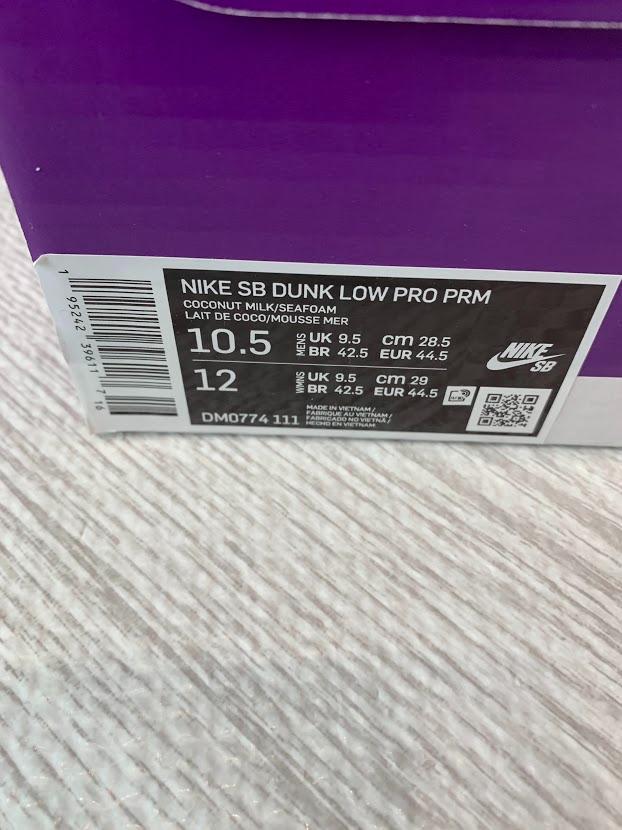 NIKE SB DUNK LOW PRO PRM
COCONUT MILK/SEAFOAM
LAIT DE COCO/MOUSSE MER
10.5 MENS UK 9.5 cm 28.5
BR 42.5 EUR 44.5
12 WMNS UK 9.5 cm 29
BR 42.5 EUR 44.5
DM0774 111
MADE IN VIETNAM /
FABRIQUE AU VIETNAM /
FABRICADO NO VIETNÃ /
HECHO EN VIETNAM
NIKE
SB
1 95242 39611 16